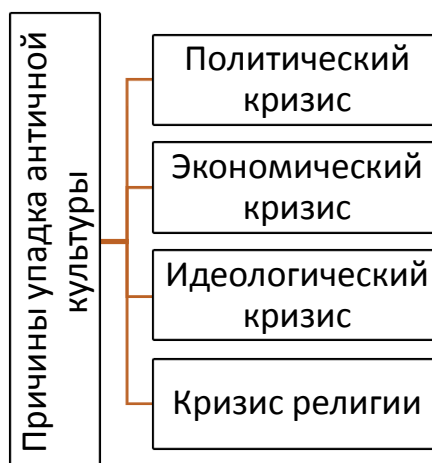 Причины упадка античной
культуры
Политический
кризис
Экономический
кризис
Идеологический
кризис
Кризис религии